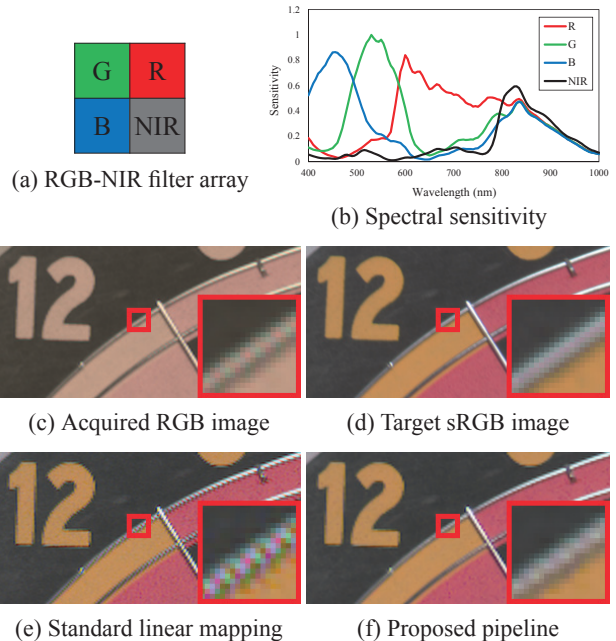 G R
B NIR
(a) RGB-NIR filter array
1.2
1
0.8
0.6
0.4
0.2
0
Sensitivity
400 500 600 700 800 900 1000
Wavelength (nm)
R
G
B
NIR
(b) Spectral sensitivity
12
12
(c) Acquired RGB image
(d) Target sRGB image
12
12
(e) Standard linear mapping
(f) Proposed pipeline